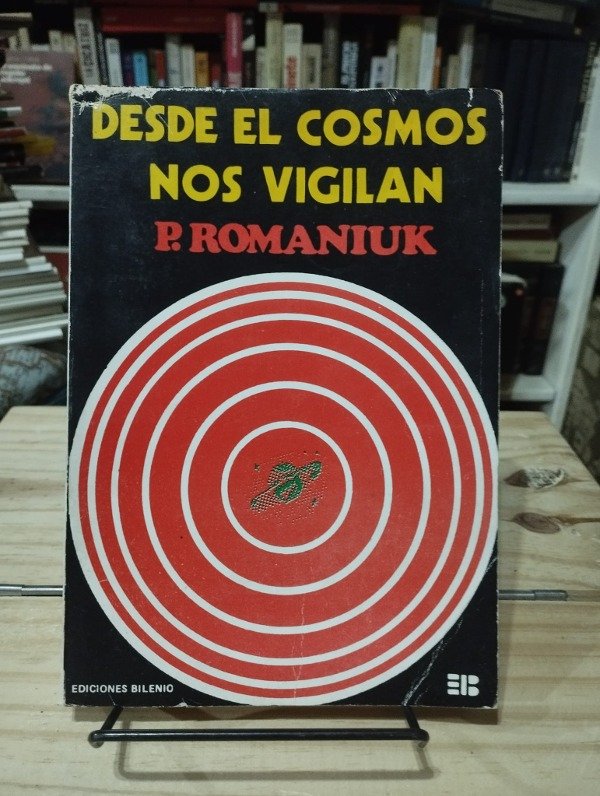 DESDE EL COSMOS
NOS VIGILAN
P. ROMANIUK
EDICIONES BILENIO
EB